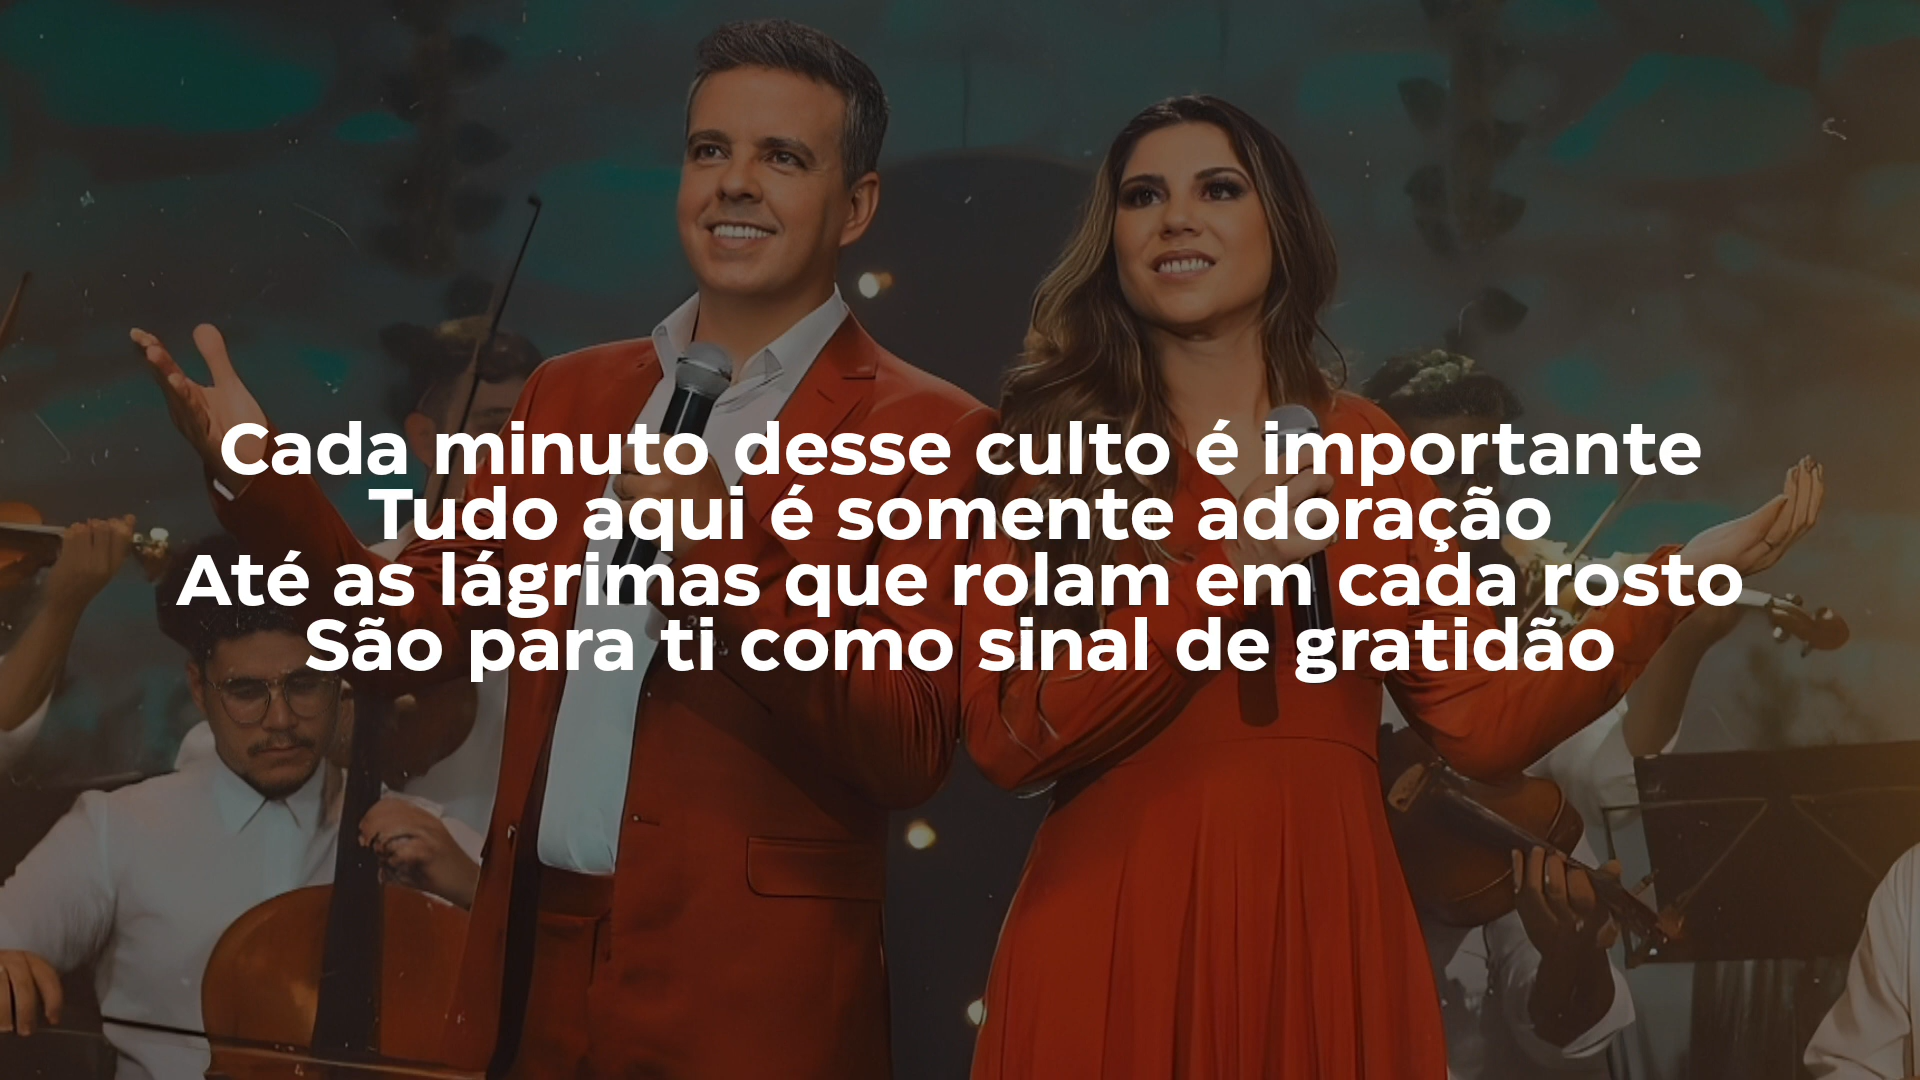 Cada minuto desse culto é importante
Tudo aqui é somente adoração
Até as lágrimas que rolam em cada rosto
São para ti como sinal de gratidão